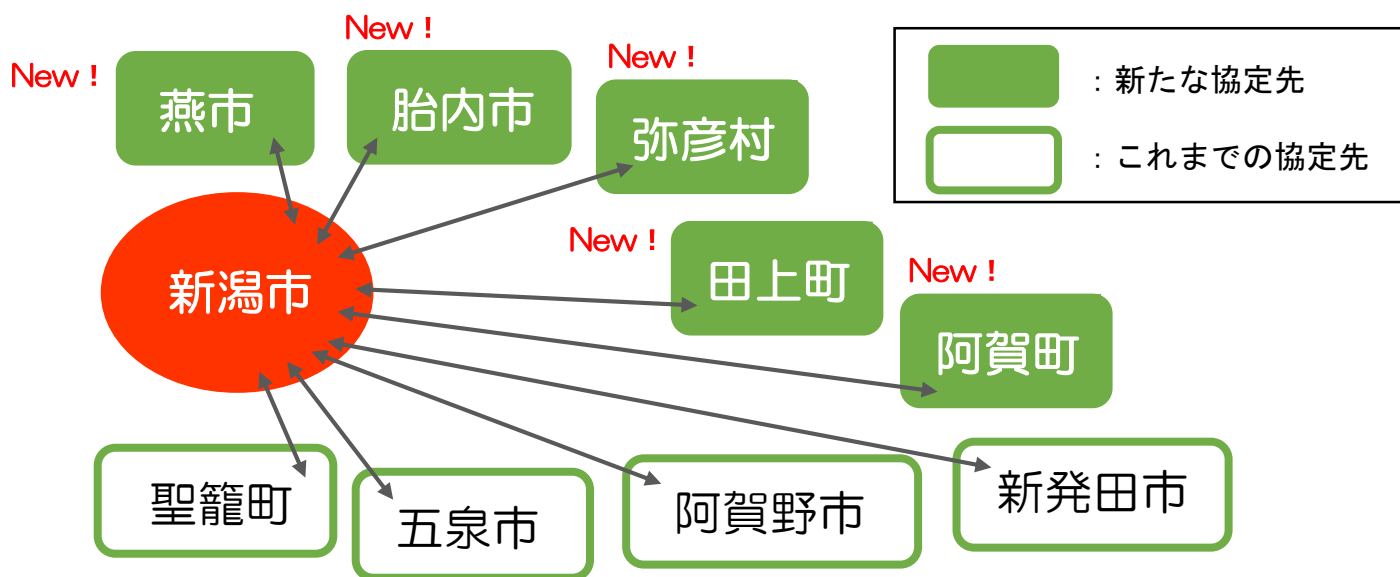 New！
New！
New！
燕市
胎内市
弥彦村
：新たな協定先
：これまでの協定先
新潟市
New！
田上町
New！
阿賀町
聖籠町
五泉市
阿賀野市
新発田市